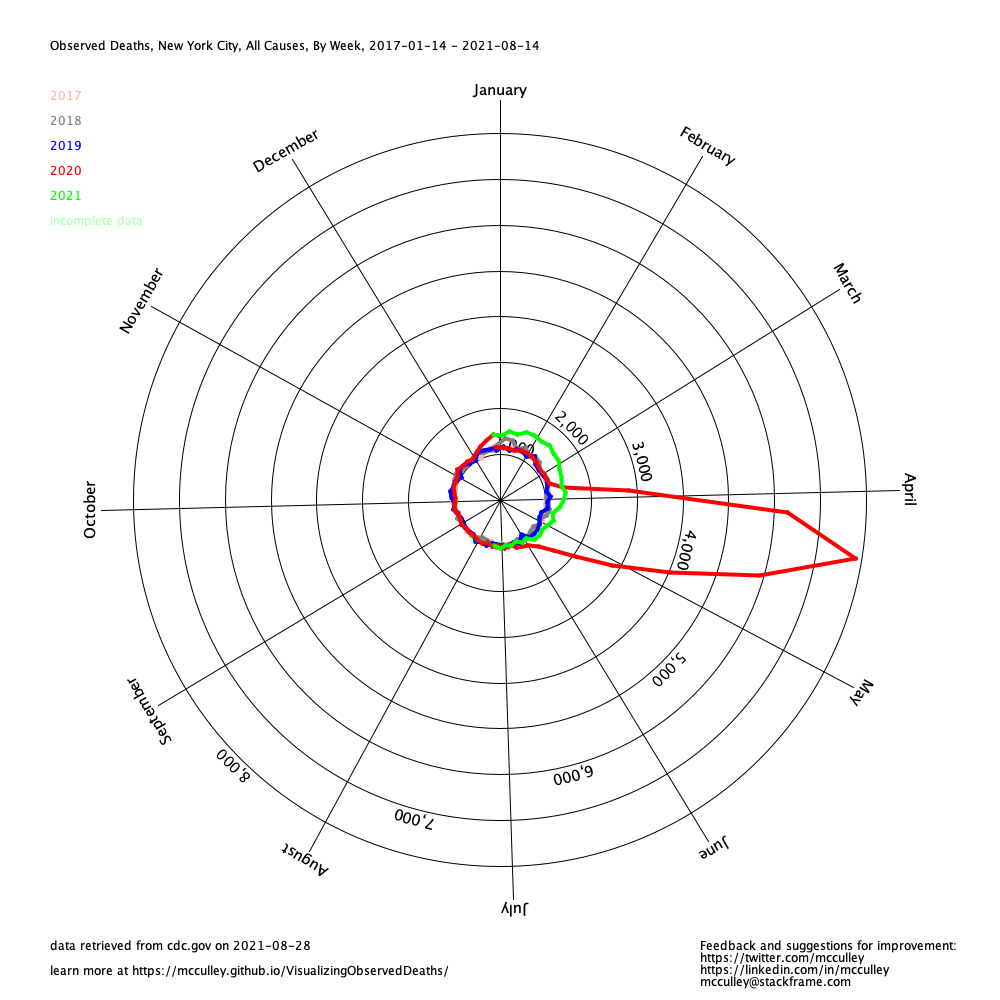 Observed Deaths, New York City, All Causes, By Week, 2017-01-14 - 2021-08-14
January
2017
2018
2019
2020
2021
incomplete data
December
February
November
March
2,000
3,000
October
April
4,000
5,000
May
September
8,000
6,000
7,000
August
June
July
data retrieved from cdc.gov on 2021-08-28
learn more at https://mcculley.github.io/VisualizingObservedDeaths/
Feedback and suggestions for improvement:
https://twitter.com/mcculley
https://linkedin.com/in/mcculley
mcculley@stackframe.com